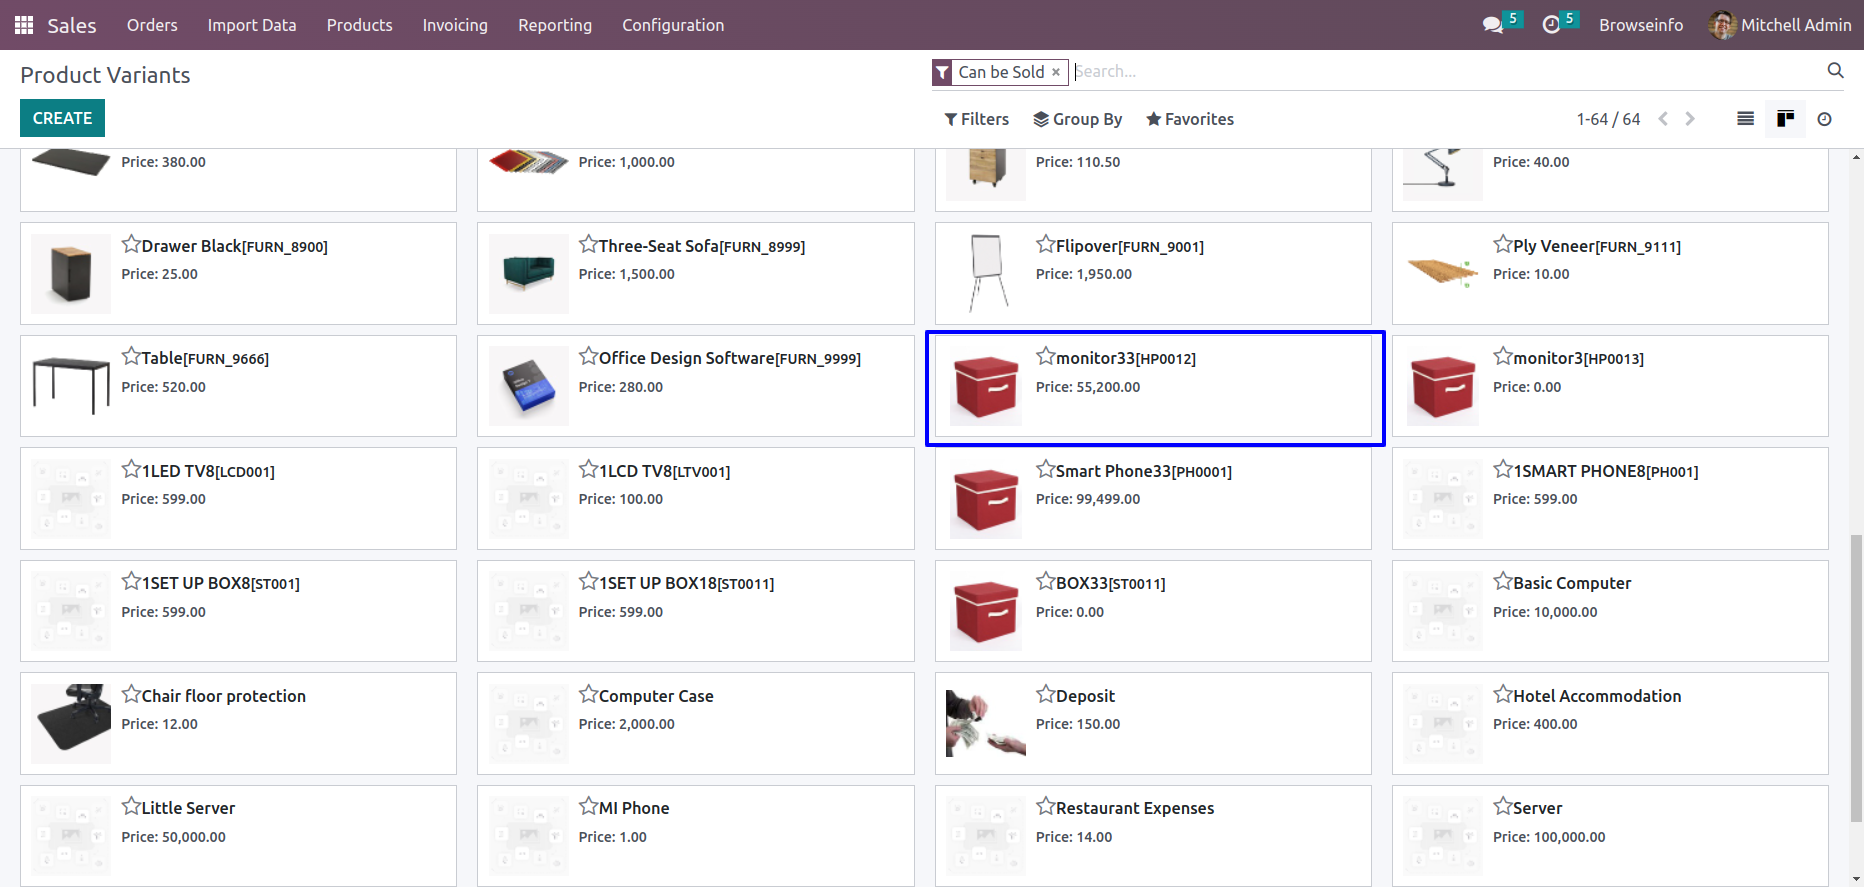 Sales Orders Import Data Products Invoicing Reporting Configuration 5 5 Browseinfo Mitchell Admin
Product Variants
Can be Sold × Search...
CREATE
Filters Group By Favorites 1-64 / 64
Price: 380.00
Price: 1,000.00
Price: 110.50
Price: 40.00
Drawer Black[FURN_8900]
Price: 25.00
Three-Seat Sofa[FURN_8999]
Price: 1,500.00
Flipover[FURN_9001]
Price: 1,950.00
Ply Veneer[FURN_9111]
Price: 10.00
Table[FURN_9666]
Price: 520.00
Office Design Software[FURN_9999]
Price: 280.00
monitor33[HP0012]
Price: 55,200.00
monitor3[HP0013]
Price: 0.00
1LED TV8[LCD001]
Price: 599.00
1LCD TV8[LTV001]
Price: 100.00
Smart Phone33[PH0001]
Price: 99,499.00
1SMART PHONE8[PH001]
Price: 599.00
1SET UP BOX8[ST001]
Price: 599.00
1SET UP BOX18[ST0011]
Price: 599.00
BOX33[ST0011]
Price: 0.00
Basic Computer
Price: 10,000.00
Chair floor protection
Price: 12.00
Computer Case
Price: 2,000.00
Deposit
Price: 150.00
Hotel Accommodation
Price: 400.00
Little Server
Price: 50,000.00
MI Phone
Price: 1.00
Restaurant Expenses
Price: 14.00
Server
Price: 100,000.00